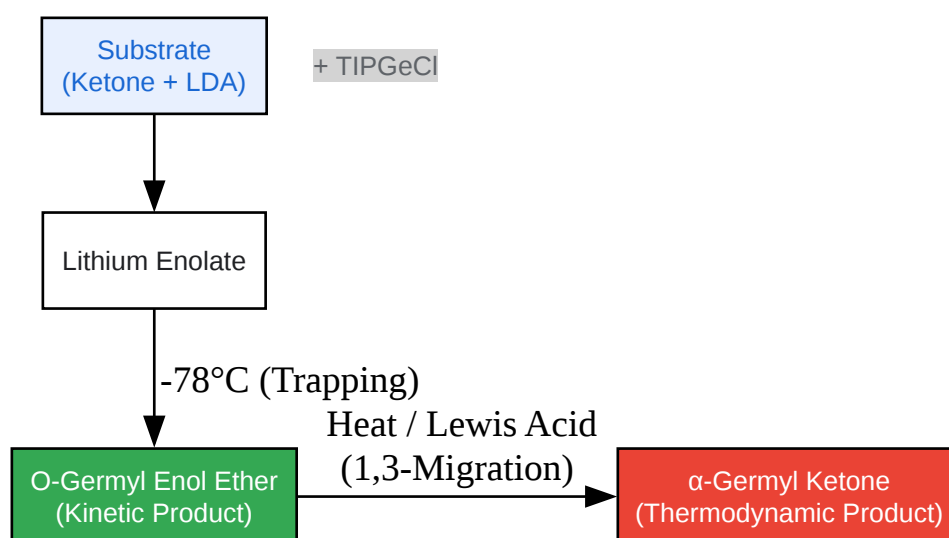 Substrate
(Ketone + LDA)
+ TIPGeCl
Lithium Enolate
-78°C (Trapping)
Heat / Lewis Acid
(1,3-Migration)
O-Germyl Enol Ether
(Kinetic Product)
α-Germyl Ketone
(Thermodynamic Product)